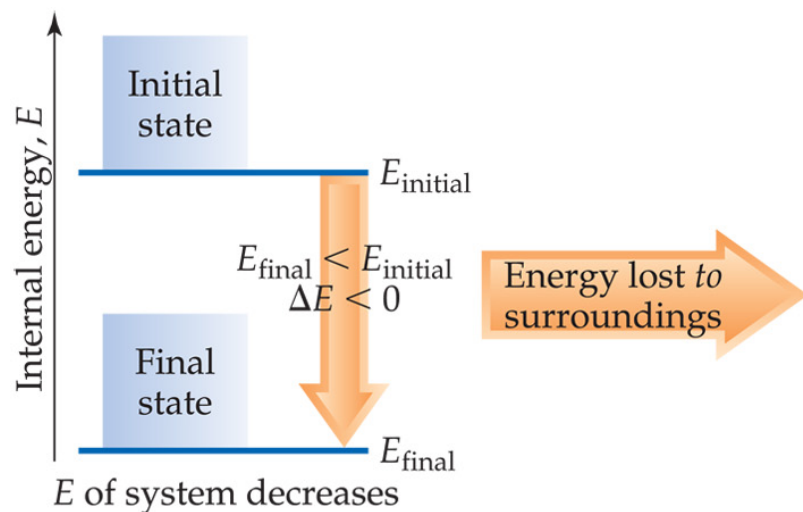 Internal energy, E
Initial
state
E_initial
E_final < E_initial
ΔE < 0
Energy lost to
surroundings
Final
state
E_final
E of system decreases